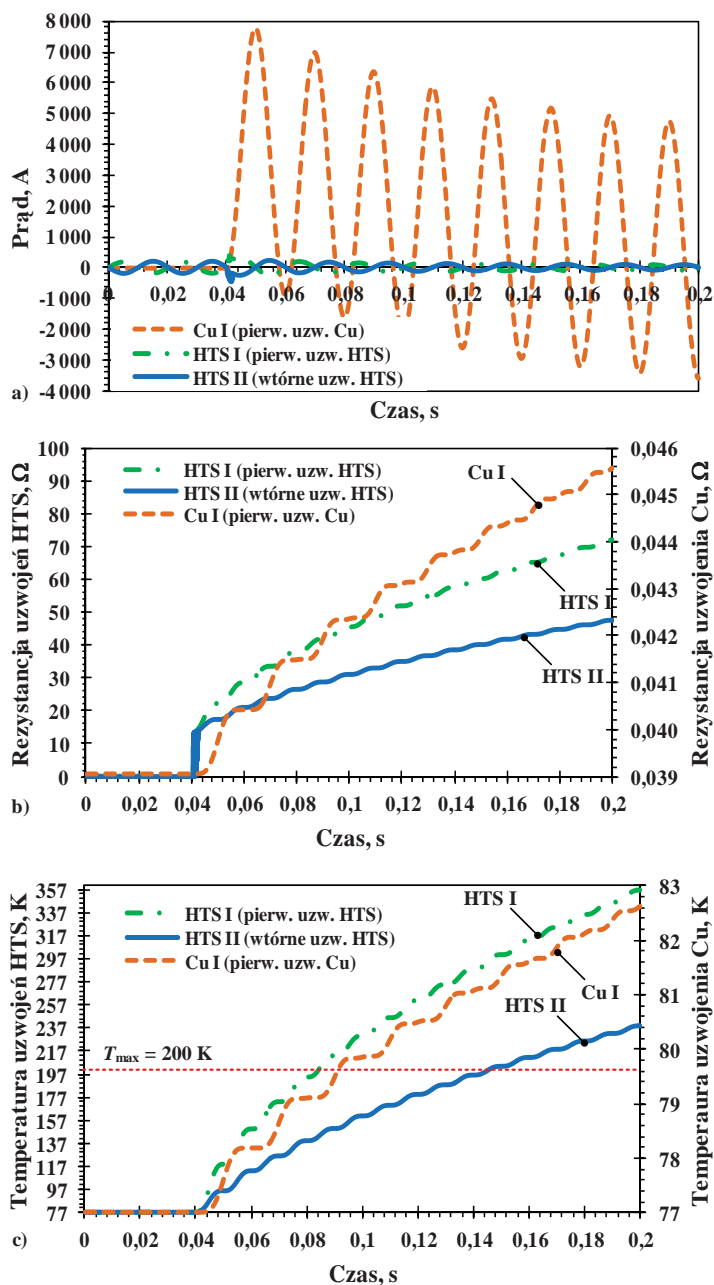 8 000
7 000
6 000
5 000
4 000
3 000
2 000
1 000
0
-1 000
-2 000
-3 000
-4 000
Prąd, A
0 0,02 0,04 0,06 0,08 0,1 0,12 0,14 0,16 0,18 0,2
Cu I (pierw. uzw. Cu)
HTS I (pierw. uzw. HTS)
HTS II (wtórne uzw. HTS)
a)
Czas, s
100
90
80
70
60
50
40
30
20
10
0
Rezystancja uzwojeń HTS, Ω
HTS I (pierw. uzw. HTS)
HTS II (wtórne uzw. HTS)
Cu I (pierw. uzw. Cu)
Cu I
HTS I
HTS II
0,046
0,045
0,044
0,043
0,042
0,041
0,040
0,039
Rezystancja uzwojenia Cu, Ω
0 0,02 0,04 0,06 0,08 0,1 0,12 0,14 0,16 0,18 0,2
b)
Czas, s
357
337
317
297
277
257
237
217
197
177
157
137
117
97
77
Temperatura uzwojeń HTS, K
HTS I (pierw. uzw. HTS)
HTS II (wtórne uzw. HTS)
Cu I (pierw. uzw. Cu)
HTS I
Cu I
HTS II
Tmax = 200 K
83
82
81
80
79
78
77
Temperaura uzwojenia Cu, K
0 0,02 0,04 0,06 0,08 0,1 0,12 0,14 0,16 0,18 0,2
c)
Czas, s